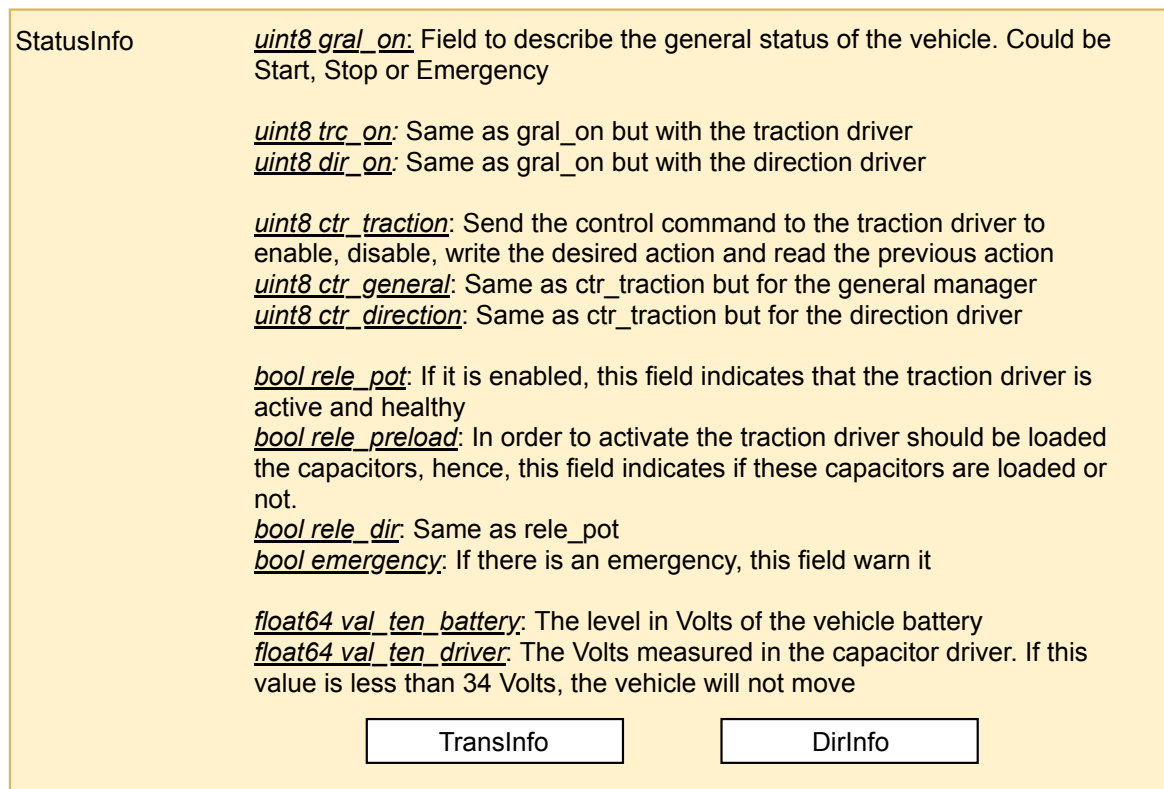 StatusInfo
uint8 gral_on: Field to describe the general status of the vehicle. Could be
Start, Stop or Emergency
uint8 trc_on: Same as gral_on but with the traction driver
uint8 dir_on: Same as gral_on but with the direction driver
uint8 ctr_traction: Send the control command to the traction driver to
enable, disable, write the desired action and read the previous action
uint8 ctr_general: Same as ctr_traction but for the general manager
uint8 ctr_direction: Same as ctr_traction but for the direction driver
bool rele_pot: If it is enabled, this field indicates that the traction driver is
active and healthy
bool rele_preload: In order to activate the traction driver should be loaded
the capacitors, hence, this field indicates if these capacitors are loaded or
not.
bool rele_dir: Same as rele_pot
bool emergency: If there is an emergency, this field warn it
float64 val_ten_battery: The level in Volts of the vehicle battery
float64 val_ten_driver: The Volts measured in the capacitor driver. If this
value is less than 34 Volts, the vehicle will not move
TransInfo
DirInfo